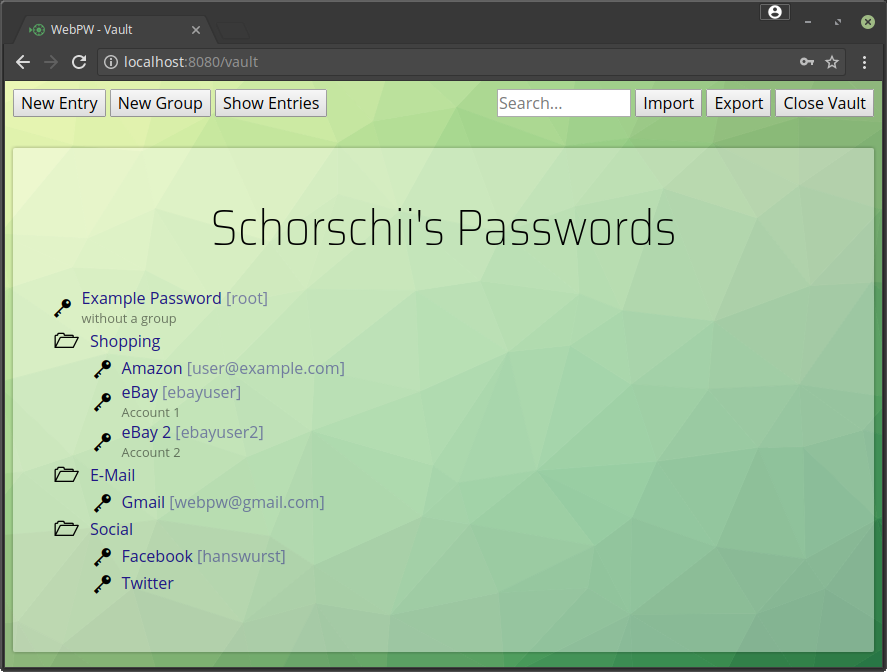 WebPW - Vault
localhost:8080/vault
New Entry New Group Show Entries Search... Import Export Close Vault
Schorschii's Passwords
Example Password [root]
without a group
Shopping
Amazon [user@example.com]
eBay [ebayuser]
Account 1
eBay 2 [ebayuser2]
Account 2
E-Mail
Gmail [webpw@gmail.com]
Social
Facebook [hanswurst]
Twitter